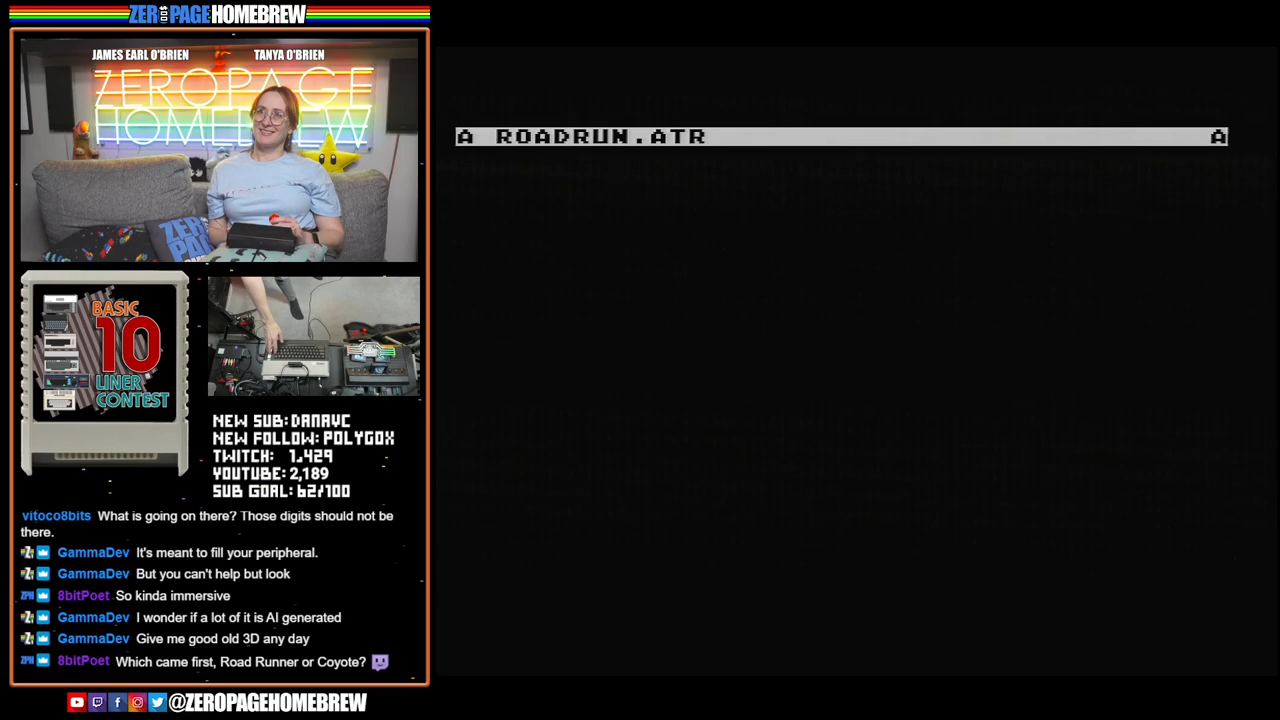 ZEROPAGE HOMEBREW
JAMES EARL O'BRIEN
TANYA O'BRIEN
ZEROPAGE
HOMEBREW
A ROADRUN.ATR A
BASIC
10
LINER
CONTEST
NEW SUB: DANAVC
NEW FOLLOW: POLYGOX
TWITCH: 1,429
YOUTUBE: 2,189
SUB GOAL: 62/100
vitoco8bits What is going on there? Those digits should not be
there.
GammaDev It's meant to fill your peripheral.
GammaDev But you can't help but look
8bitPoet So kinda immersive
GammaDev I wonder if a lot of it is AI generated
GammaDev Give me good old 3D any day
8bitPoet Which came first, Road Runner or Coyote?
@ZEROPAGEHOMEBREW